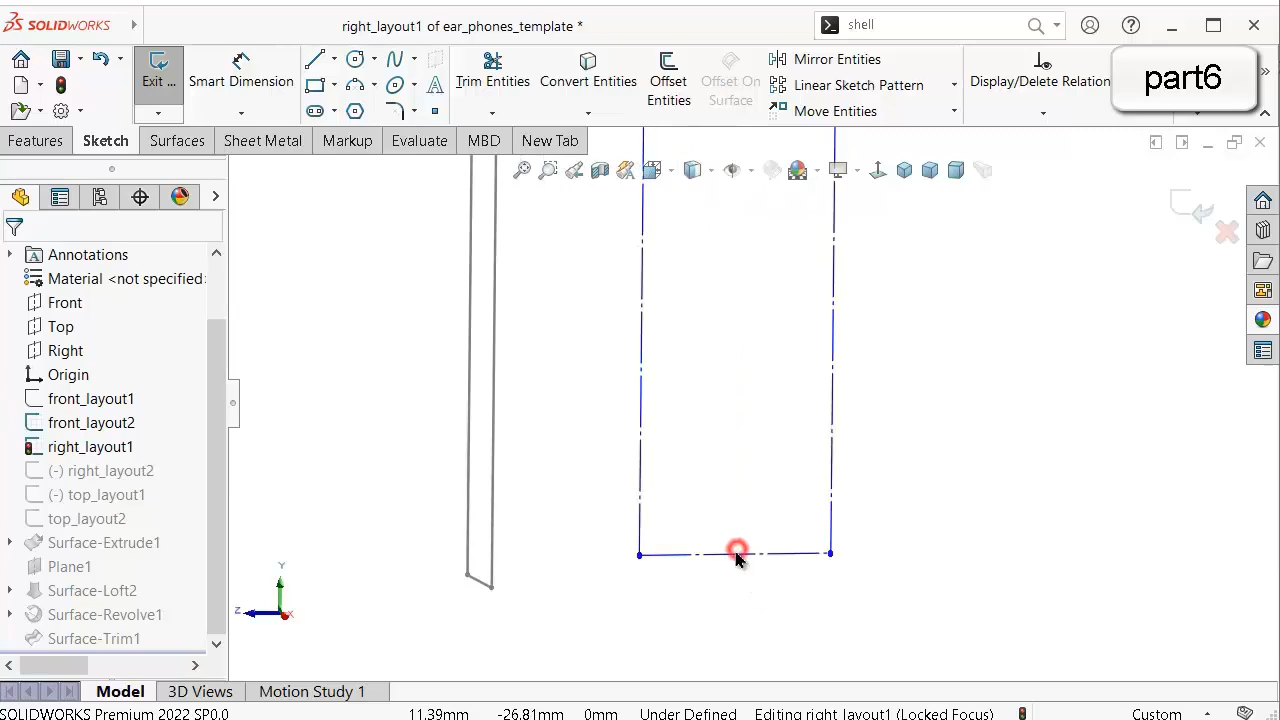 SOLIDWORKS
right_layout1 of ear_phones_template *
shell
Exit ...
Smart Dimension
Trim Entities
Convert Entities
Offset Entities
Offset On Surface
Mirror Entities
Linear Sketch Pattern
Move Entities
Display/Delete Relation
part6
Features
Sketch
Surfaces
Sheet Metal
Markup
Evaluate
MBD
New Tab
Annotations
Material <not specified>
Front
Top
Right
Origin
front_layout1
front_layout2
right_layout1
(-) right_layout2
(-) top_layout1
top_layout2
Surface-Extrude1
Plane1
Surface-Loft2
Surface-Revolve1
Surface-Trim1
Y
Z
X
Model
3D Views
Motion Study 1
SOLIDWORKS Premium 2022 SP0.0
11.39mm
-26.81mm
0mm
Under Defined
Editing right_layout1 (Locked Focus)
Custom